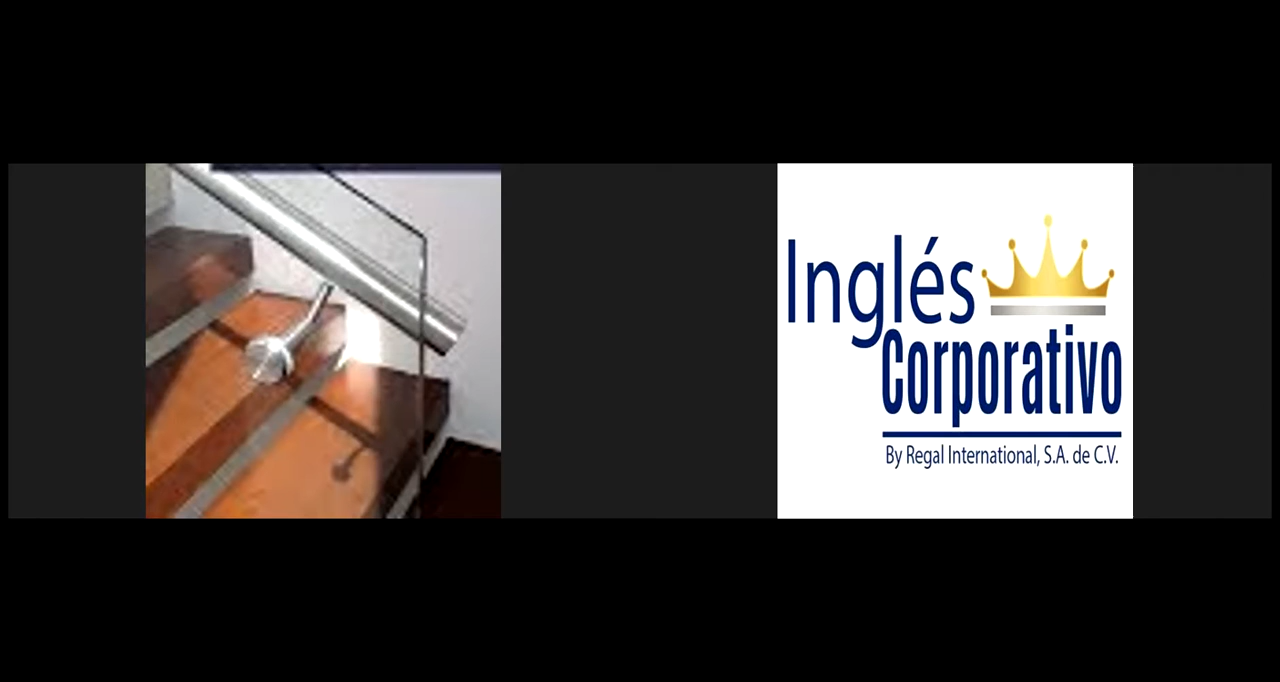 Inglés
Corporativo
By Regal International, S.A. de C.V.